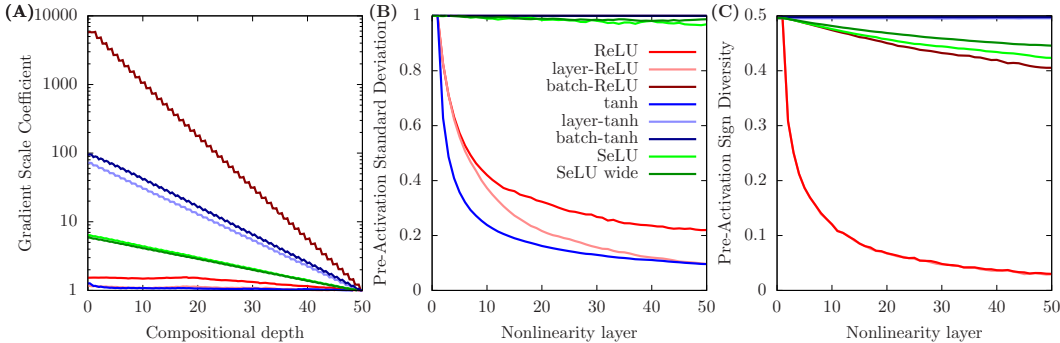 (A)
Gradient Scale Coefficient
10000
1000
100
10
1
0
10
20
30
40
50
Compositional depth
(B)
Pre-Activation Standard Deviation
1
0.8
0.6
0.4
0.2
0
ReLU
layer-ReLU
batch-ReLU
tanh
layer-tanh
batch-tanh
SeLU
SeLU wide
0
10
20
30
40
50
Nonlinearity layer
(C)
Pre-Activation Sign Diversity
0.5
0.4
0.3
0.2
0.1
0
0
10
20
30
40
50
Nonlinearity layer